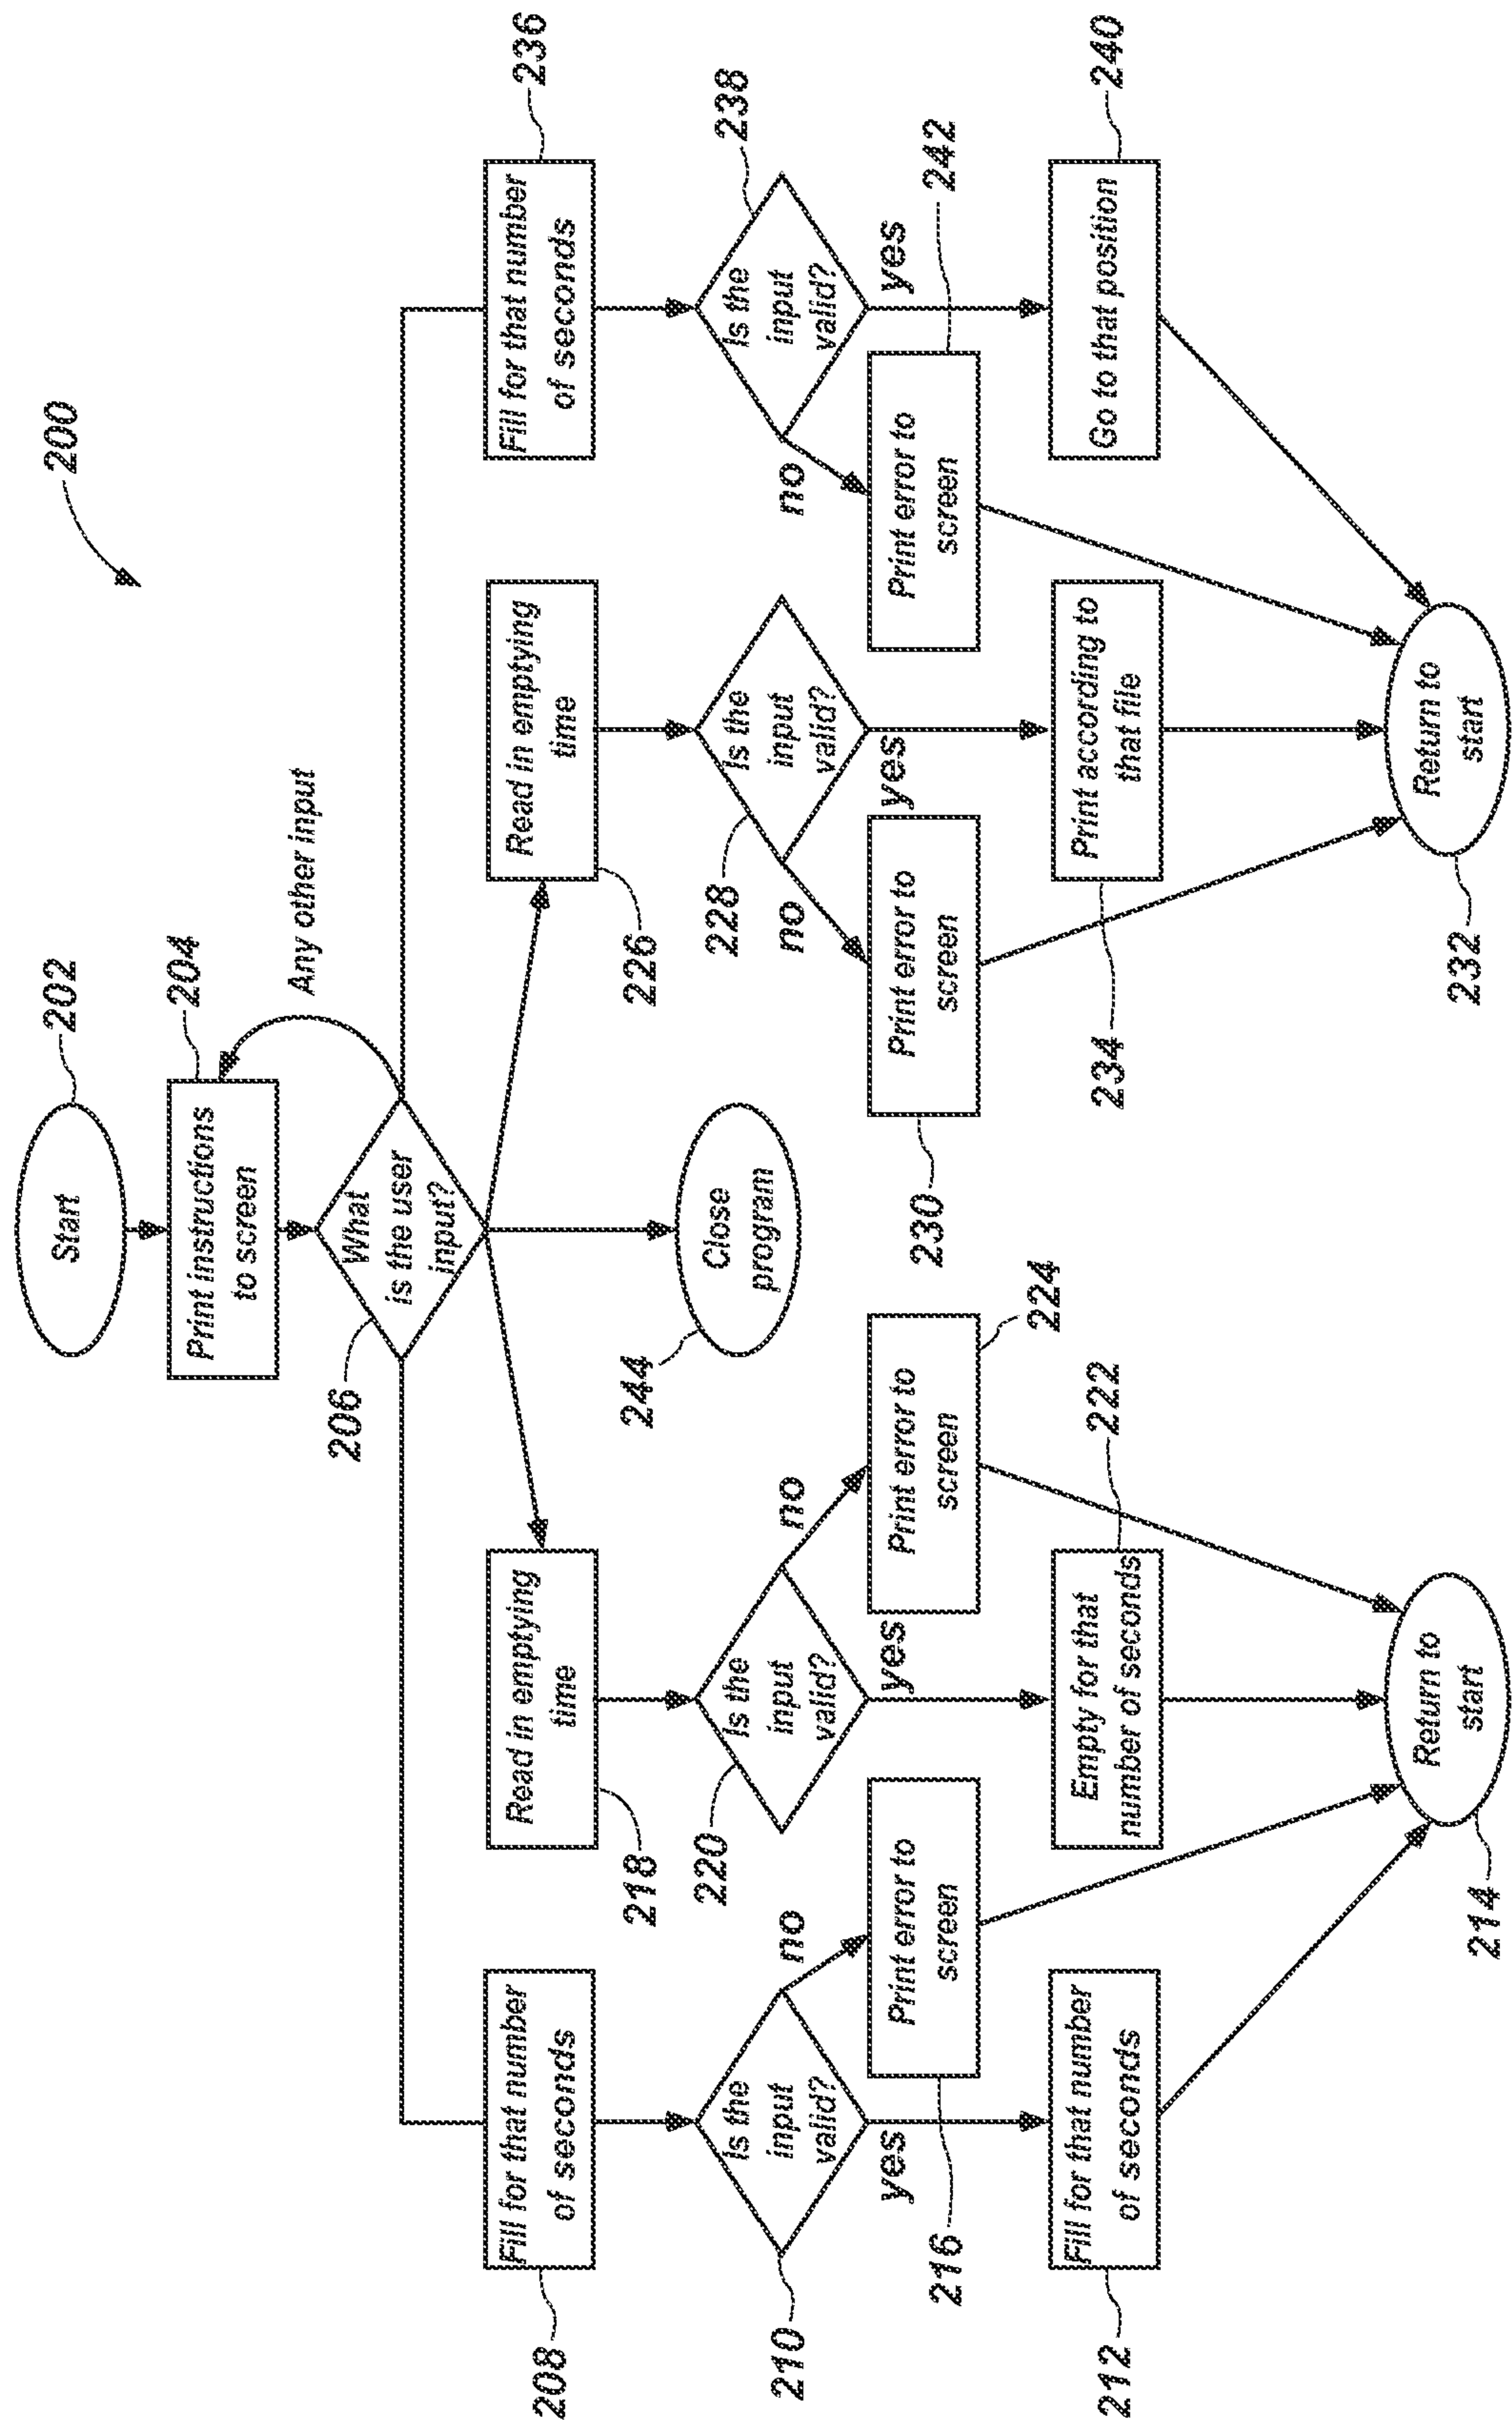 200
Start
202
Print instructions
to screen
204
Any other input
What
is the user
input?
206
Fill for that number
of seconds
208
Read in emptying
time
218
Close
program
244
Read in emptying
time
226
Fill for that number
of seconds
236
Is the
input
valid?
210
no
yes
Is the
input
valid?
220
no
yes
Is the
input
valid?
228
no
yes
Is the
input
valid?
238
no
yes
Print error to
screen
216
Print error to
screen
224
Print error to
screen
230
Print error to
screen
242
Fill for that number
of seconds
212
Empty for that
number of seconds
222
Print according to
that file
234
Go to that position
240
Return to
start
214
Return to
start
232